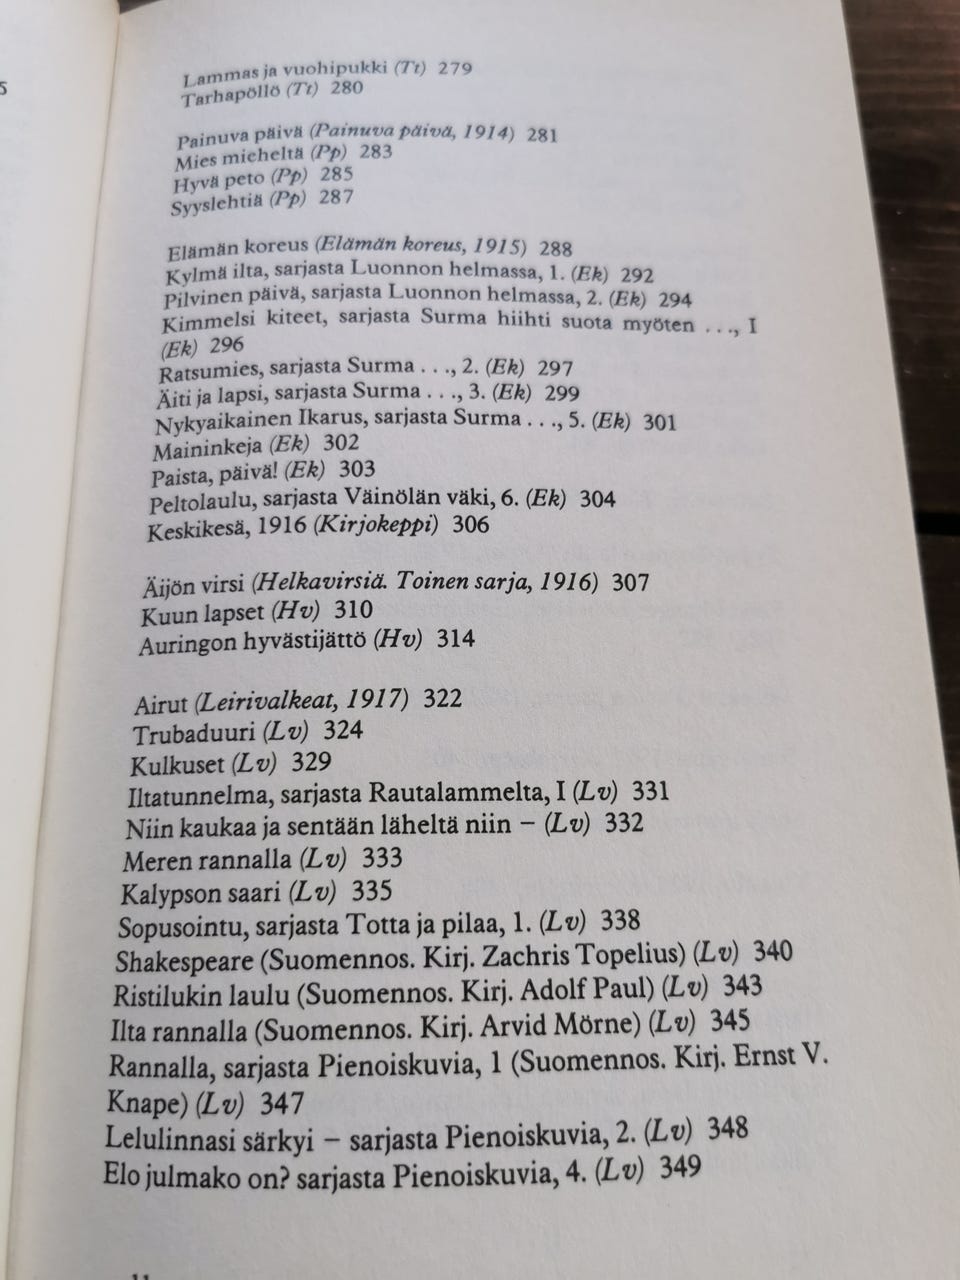 5
Lammas ja vuohipukki (Tt) 279
Tarhapöllö (Tt) 280
Painuva päivä (Painuva päivä, 1914) 281
Mies mieheltä (Pp) 283
Hyvä peto (Pp) 285
Syyslehtiä (Pp) 287
Elämän koreus (Elämän koreus, 1915) 288
Kylmä ilta, sarjasta Luonnon helmassa, 1. (Ek) 292
Pilvinen päivä, sarjasta Luonnon helmassa, 2. (Ek) 294
Kimmelsi kiteet, sarjasta Surma hiihti suota myöten . . ., I
(Ek) 296
Ratsumies, sarjasta Surma . . ., 2. (Ek) 297
Äiti ja lapsi, sarjasta Surma . . ., 3. (Ek) 299
Nykyaikainen Ikarus, sarjasta Surma . . ., 5. (Ek) 301
Maininkeja (Ek) 302
Paista, päivä! (Ek) 303
Peltolaulu, sarjasta Väinölän väki, 6. (Ek) 304
Keskikesä, 1916 (Kirjokeppi) 306
Äijön virsi (Helkavirsiä. Toinen sarja, 1916) 307
Kuun lapset (Hv) 310
Auringon hyvästijättö (Hv) 314
Airut (Leirivalkeat, 1917) 322
Trubaduuri (Lv) 324
Kulkuset (Lv) 329
Iltatunnelma, sarjasta Rautalammelta, I (Lv) 331
Niin kaukaa ja sentään läheltä niin – (Lv) 332
Meren rannalla (Lv) 333
Kalypson saari (Lv) 335
Sopusointu, sarjasta Totta ja pilaa, 1. (Lv) 338
Shakespeare (Suomennos. Kirj. Zachris Topelius) (Lv) 340
Ristilukin laulu (Suomennos. Kirj. Adolf Paul) (Lv) 343
Ilta rannalla (Suomennos. Kirj. Arvid Mörne) (Lv) 345
Rannalla, sarjasta Pienoiskuvia, 1 (Suomennos. Kirj. Ernst V.
Knape) (Lv) 347
Lelulinnasi särkyi – sarjasta Pienoiskuvia, 2. (Lv) 348
Elo julmako on? sarjasta Pienoiskuvia, 4. (Lv) 349